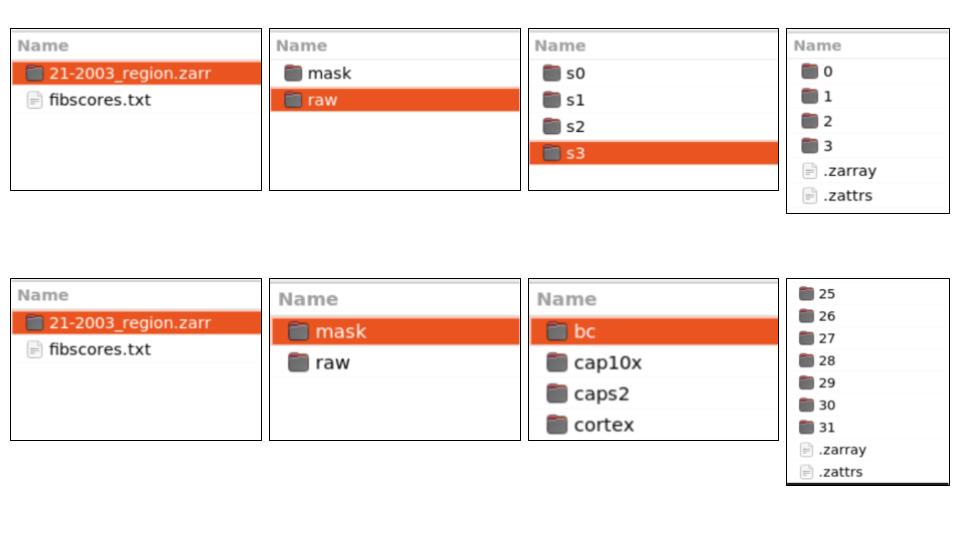 Name
21-2003_region.zarr
fibscores.txt
Name
mask
raw
Name
s0
s1
s2
s3
Name
0
1
2
3
.zarray
.zattrs
Name
21-2003_region.zarr
fibscores.txt
Name
mask
raw
Name
bc
cap10x
caps2
cortex
25
26
27
28
29
30
31
.zarray
.zattrs